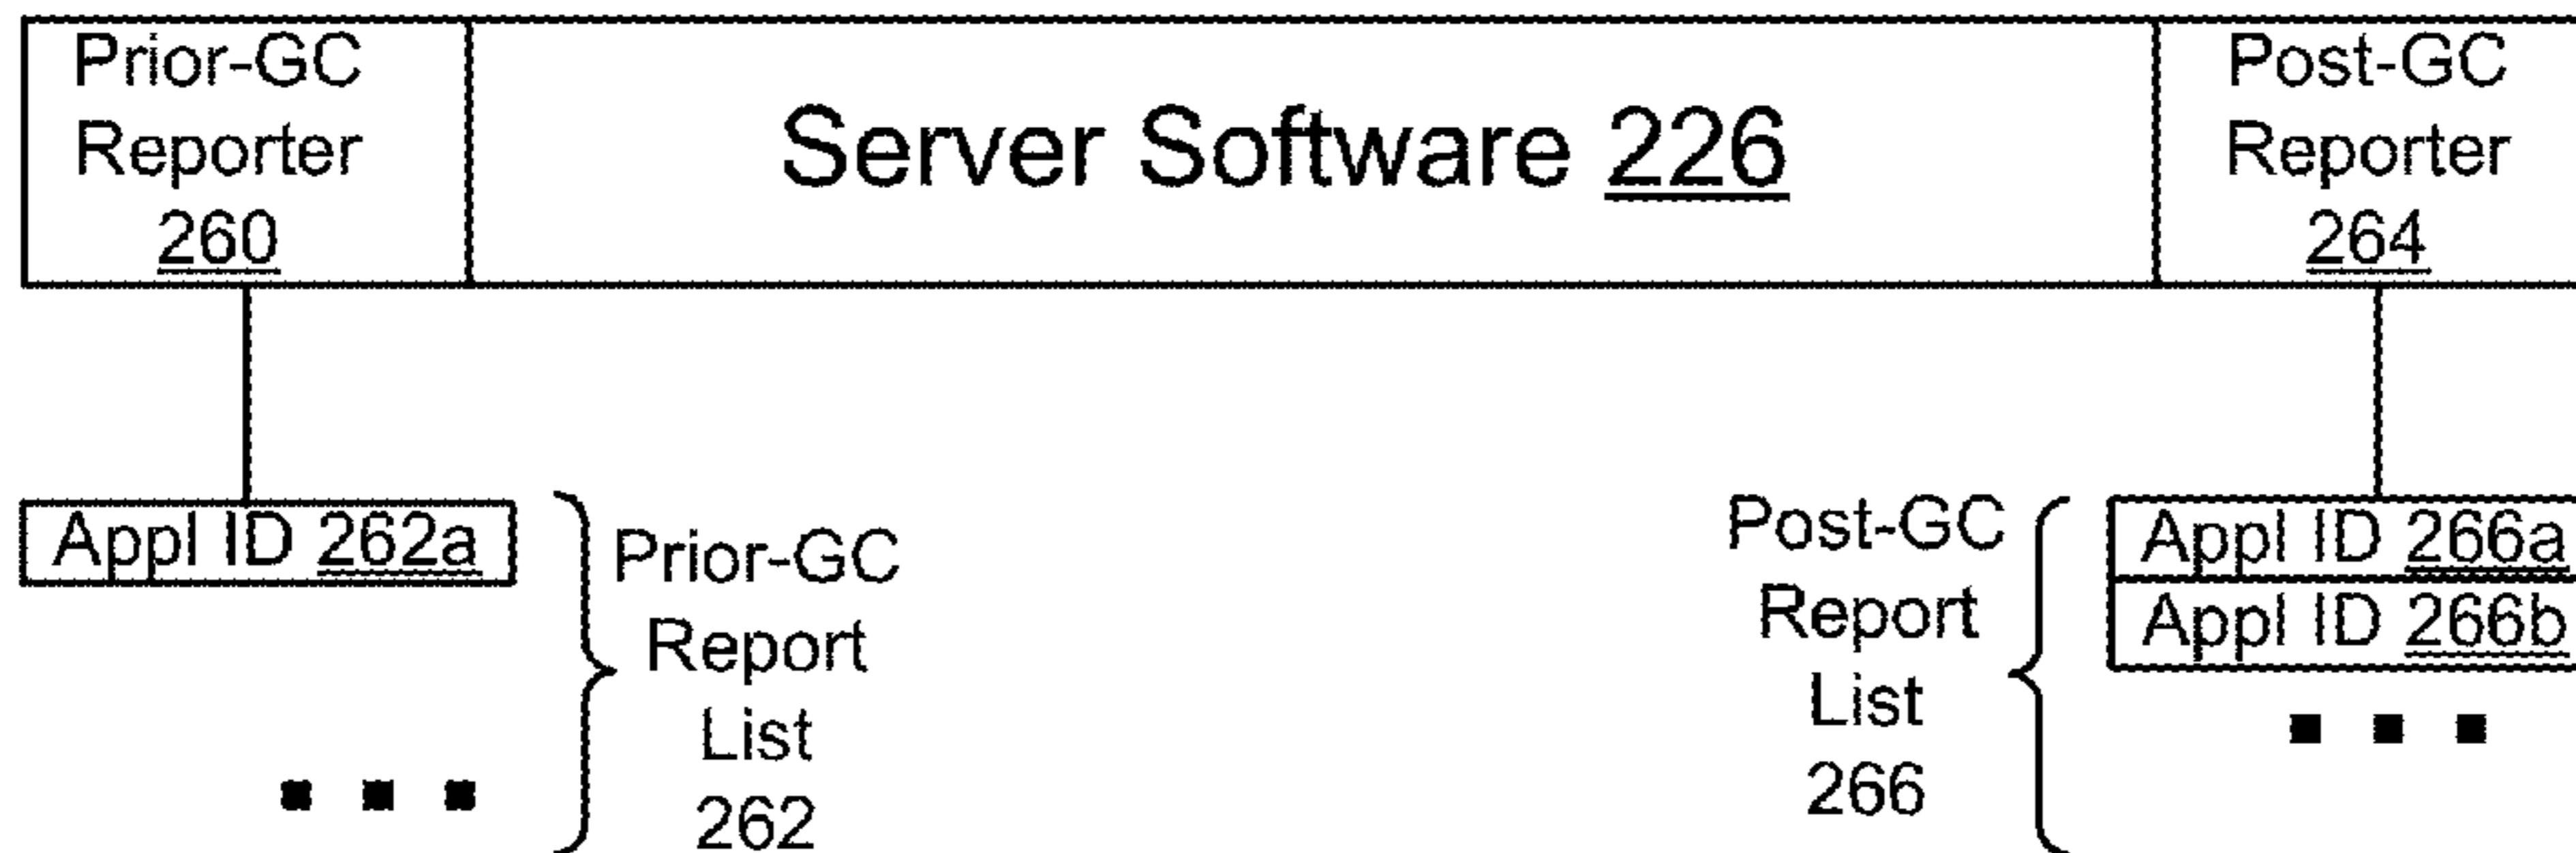 Prior-GC
Reporter
260
Server Software 226
Post-GC
Reporter
264
Appl ID 262a
Prior-GC
Report
List
262
Post-GC
Report
List
266
Appl ID 266a
Appl ID 266b